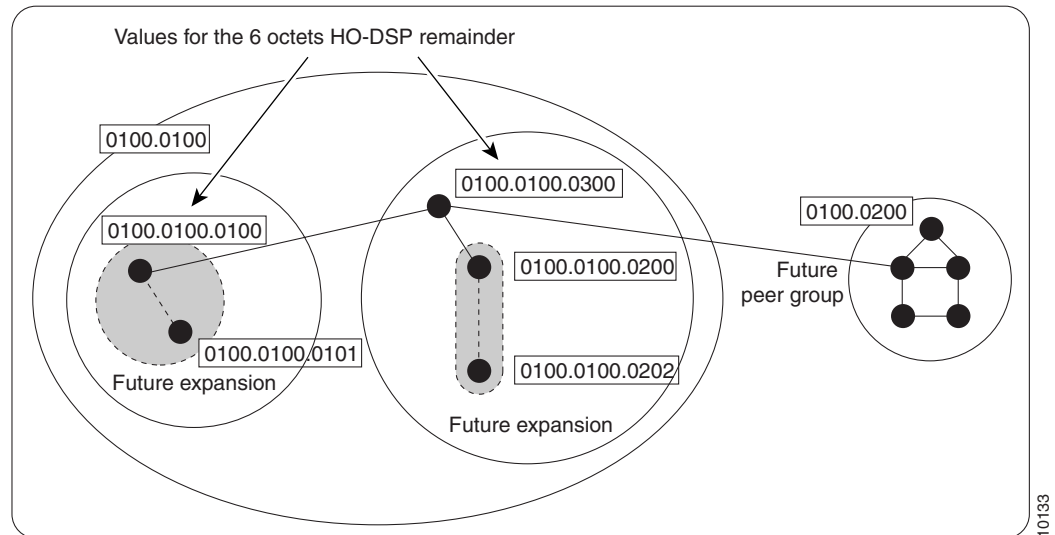 Values for the 6 octets HO-DSP remainder
0100.0100
0100.0100.0300
0100.0100.0100
0100.0200
0100.0100.0200
Future
peer group
0100.0100.0101
Future expansion
0100.0100.0202
Future expansion
10133